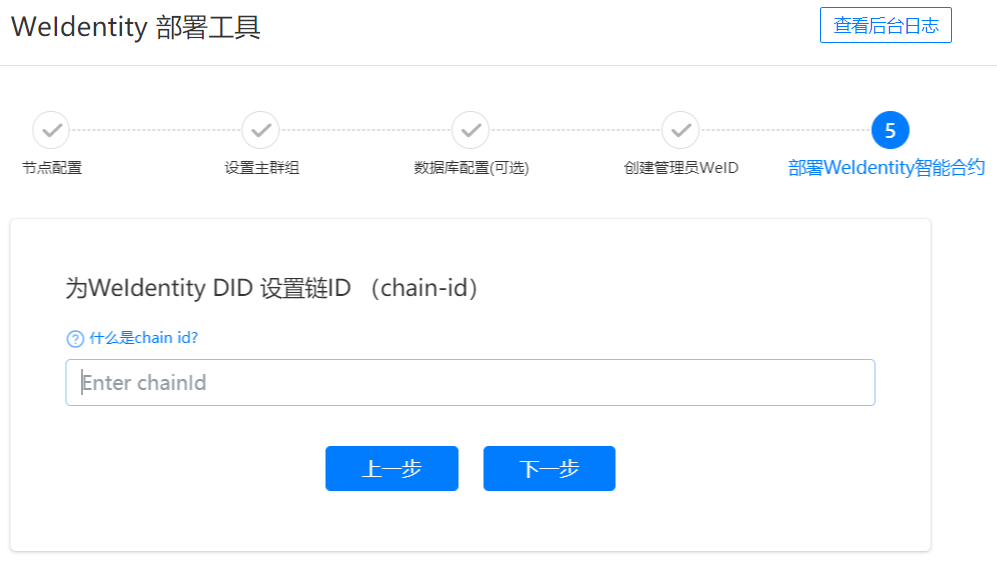 WeIdentity 部署工具
查看后台日志
5
节点配置
设置主群组
数据库配置(可选)
创建管理员WeID
部署WeIdentity智能合约
为WeIdentity DID 设置链ID （chain-id）
? 什么是chain id?
Enter chainId
上一步
下一步